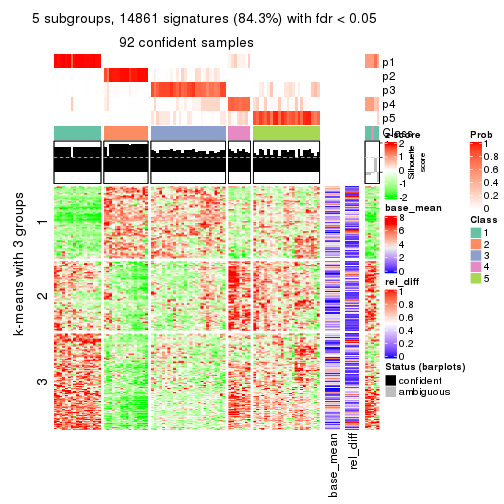 5 subgroups, 14861 signatures (84.3%) with fdr < 0.05
92 confident samples
p1
p2
p3
p4
p5
Class
Silhouette
score
k-means with 3 groups
1
2
3
base_mean
rel_diff
z-score
2
1
0
-1
-2
base_mean
8
6
4
2
0
rel_diff
1
0.8
0.6
0.4
0.2
0
Status (barplots)
confident
ambiguous
Prob
1
0.8
0.6
0.4
0.2
0
Class
1
2
3
4
5